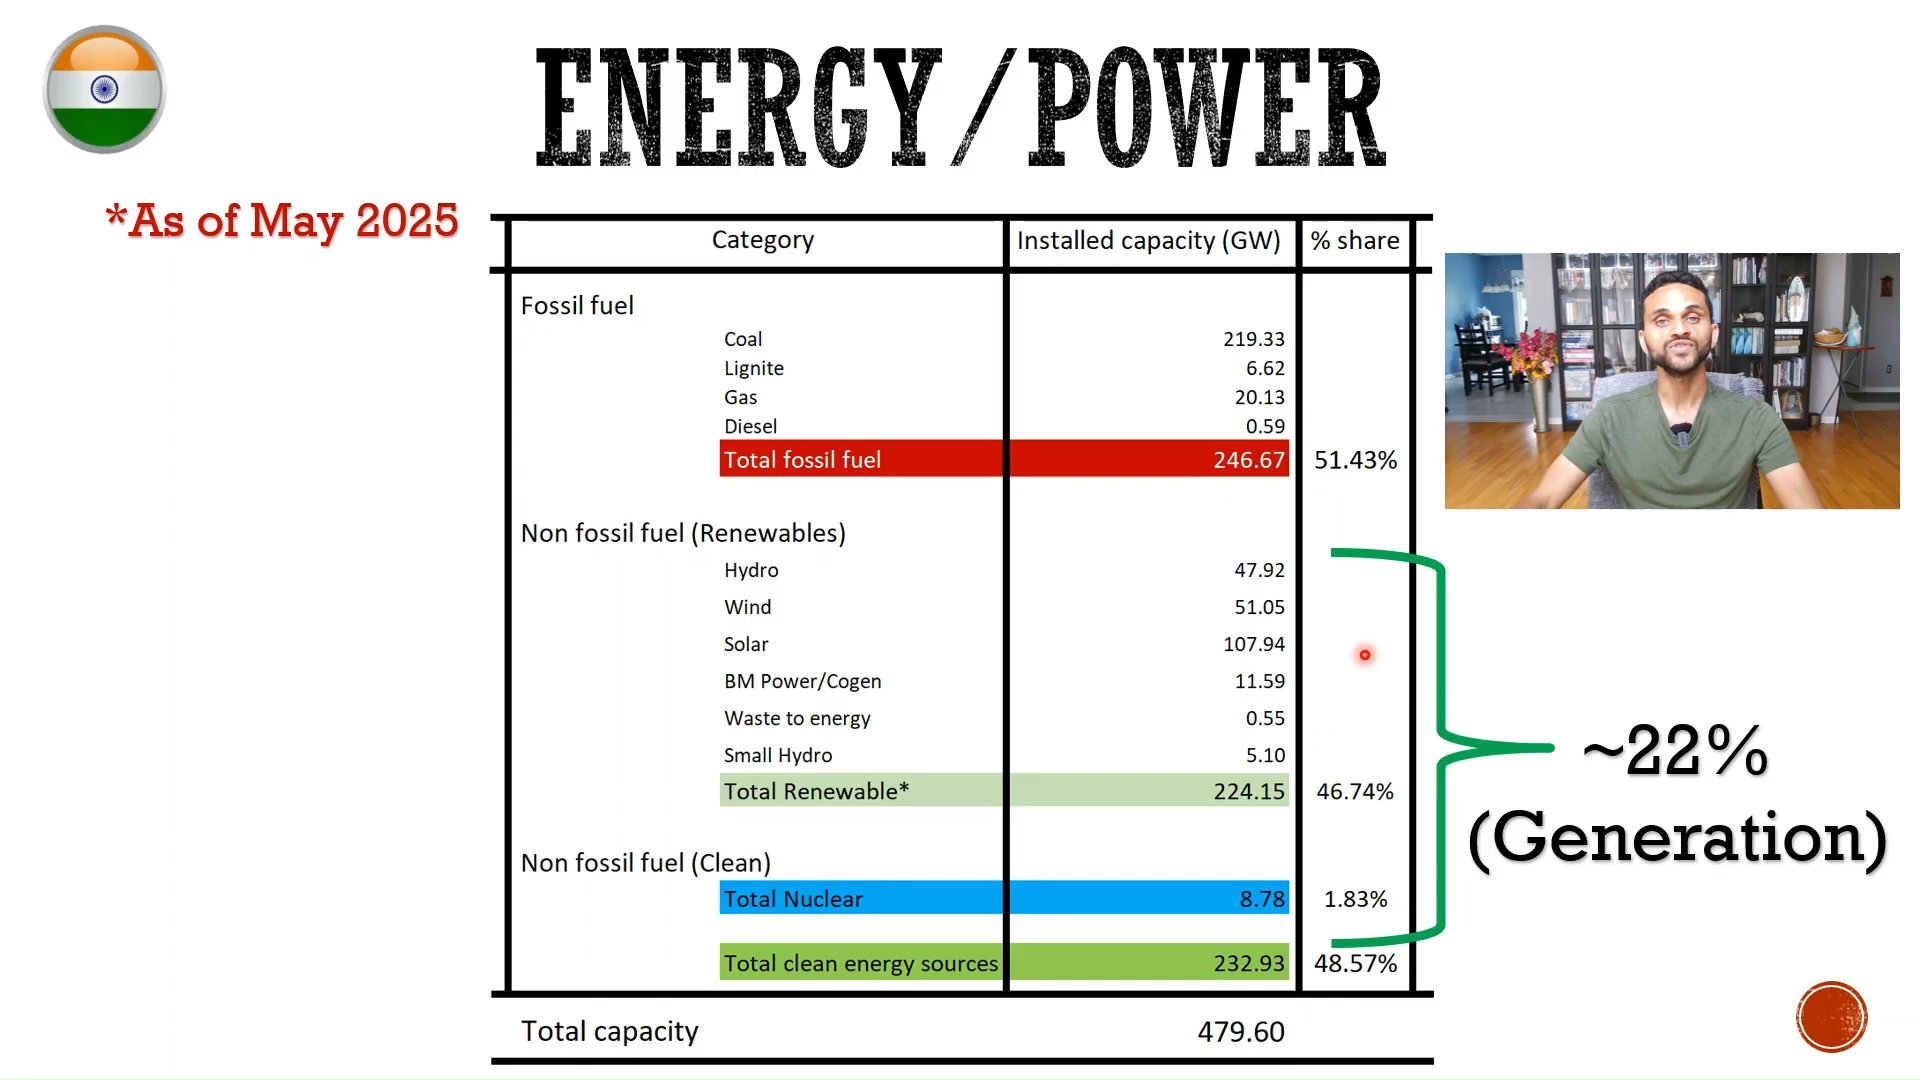 ENERGY/POWER
*As of May 2025
Category Installed capacity (GW) % share
Fossil fuel
Coal 219.33
Lignite 6.62
Gas 20.13
Diesel 0.59
Total fossil fuel 246.67 51.43%
Non fossil fuel (Renewables)
Hydro 47.92
Wind 51.05
Solar 107.94
BM Power/Cogen 11.59
Waste to energy 0.55
Small Hydro 5.10
Total Renewable* 224.15 46.74%
Non fossil fuel (Clean)
Total Nuclear 8.78 1.83%
Total clean energy sources 232.93 48.57%
Total capacity 479.60
~22%
(Generation)